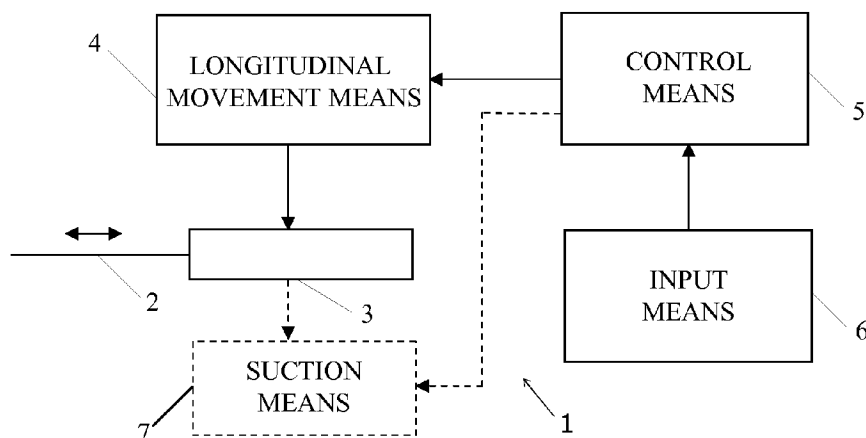 4
LONGITUDINAL
MOVEMENT MEANS
CONTROL
MEANS
5
2
3
INPUT
MEANS
6
SUCTION
MEANS
7
1